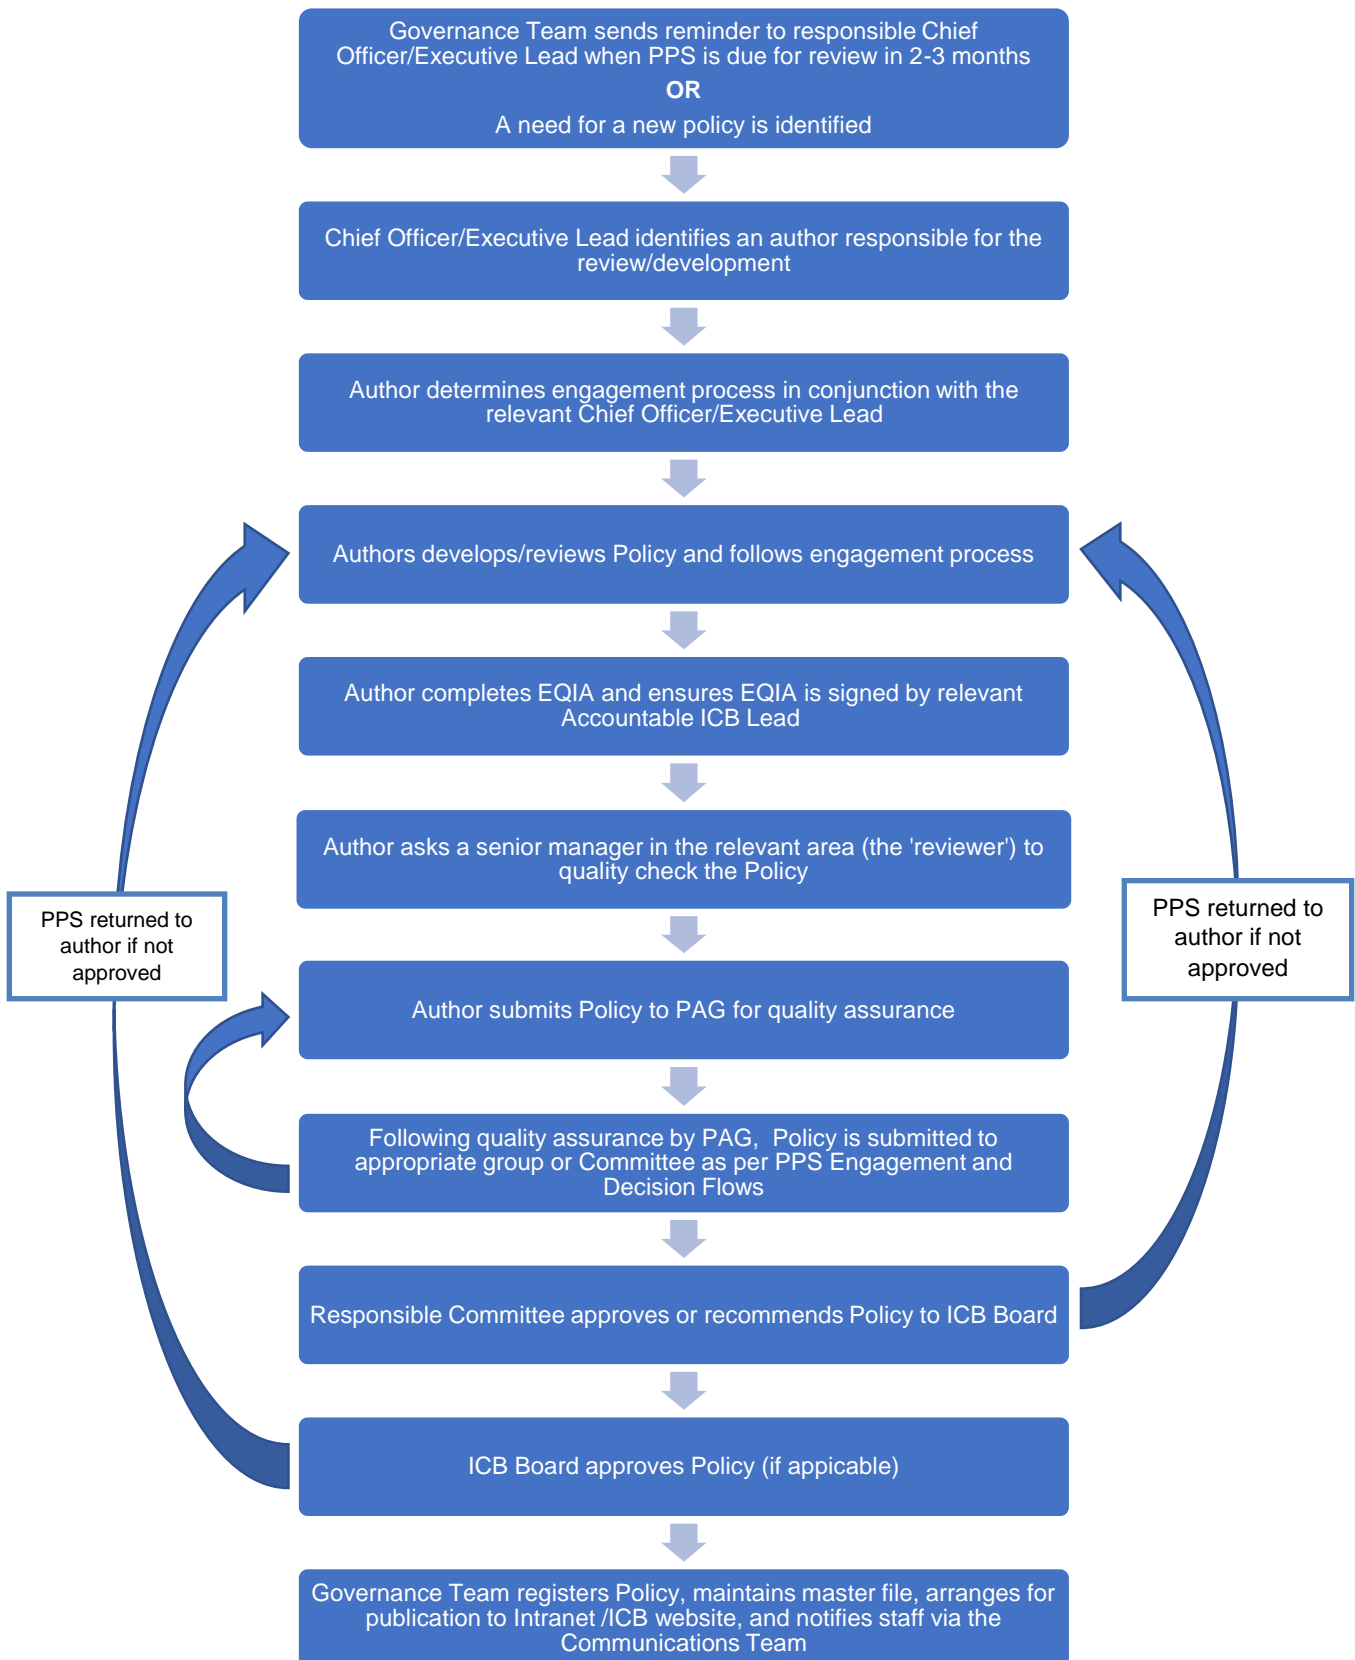 Governance Team sends reminder to responsible Chief
Officer/Executive Lead when PPS is due for review in 2-3 months
OR
A need for a new policy is identified
Chief Officer/Executive Lead identifies an author responsible for the
review/development
Author determines engagement process in conjunction with the
relevant Chief Officer/Executive Lead
Authors develops/reviews Policy and follows engagement process
Author completes EQIA and ensures EQIA is signed by relevant
Accountable ICB Lead
Author asks a senior manager in the relevant area (the 'reviewer') to
quality check the Policy
PPS returned to
author if not
approved
PPS returned to
author if not
approved
Author submits Policy to PAG for quality assurance
Following quality assurance by PAG,  Policy is submitted to
appropriate group or Committee as per PPS Engagement and
Decision Flows
Responsible Committee approves or recommends Policy to ICB Board
ICB Board approves Policy (if appicable)
Governance Team registers Policy, maintains master file, arranges for
publication to Intranet /ICB website, and notifies staff via the
Communications Team